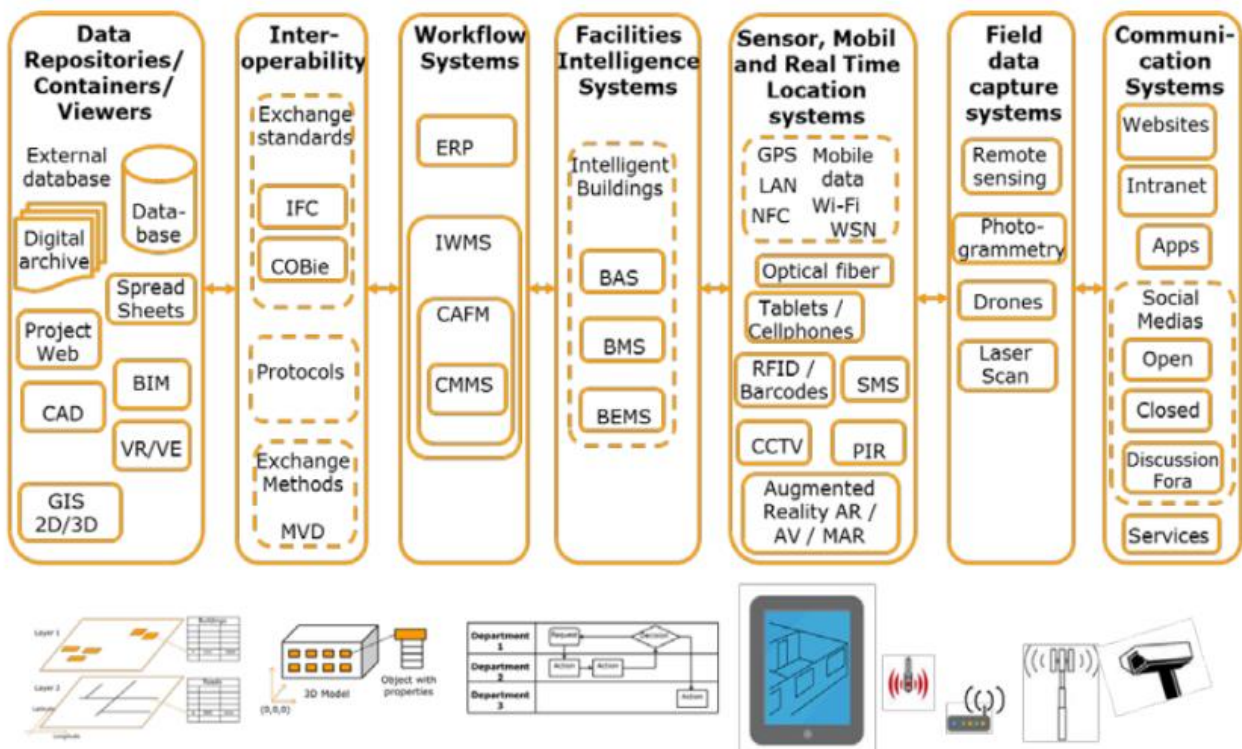 Data
Repositories/
Containers/
Viewers
External
database
Data-
base
Digital
archive
Spread
Sheets
Project
Web
BIM
CAD
VR/VE
GIS
2D/3D
Inter-
operability
Exchange
standards
IFC
COBie
Protocols
Exchange
Methods
MVD
Workflow
Systems
ERP
IWMS
CAFM
CMMS
Facilities
Intelligence
Systems
Intelligent
Buildings
BAS
BMS
BEMS
Sensor, Mobil
and Real Time
Location
systems
GPS
Mobile
data
LAN
Wi-Fi
NFC
WSN
Optical fiber
Tablets /
Cellphones
RFID /
Barcodes
SMS
CCTV
PIR
Augmented
Reality AR /
AV / MAR
Field
data
capture
systems
Remote
sensing
Photo-
grammetry
Drones
Laser
Scan
Communi-
cation
Systems
Websites
Intranet
Apps
Social
Medias
Open
Closed
Discussion
Fora
Services
Layer 1
Buildings
Layer 2
Roads
Latitude
Longitude
3D Model
(0,0,0)
Object with
properties
Department
1
Request
Decision
Department
2
Action
Action
Department
3
Action